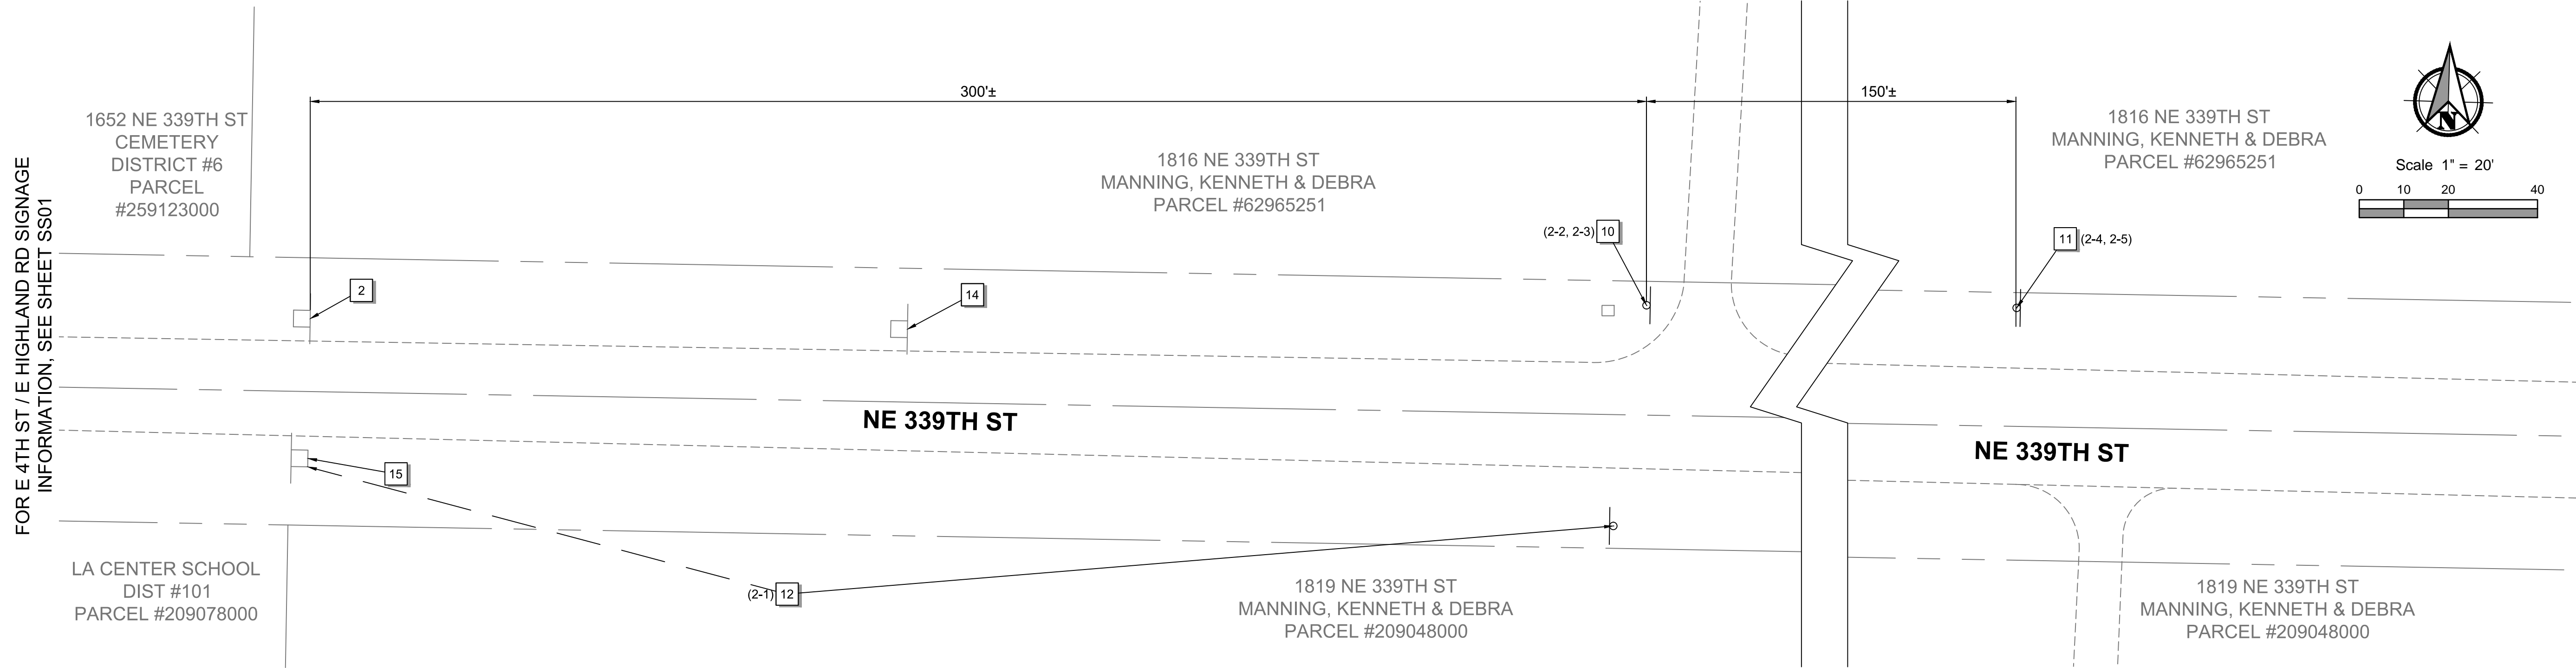 FOR E 4TH ST / E HIGHLAND RD SIGNAGE
INFORMATION, SEE SHEET SS01
1652 NE 339TH ST
CEMETERY
DISTRICT #6
PARCEL
#259123000
300'±
150'±
1816 NE 339TH ST
MANNING, KENNETH & DEBRA
PARCEL #62965251
1816 NE 339TH ST
MANNING, KENNETH & DEBRA
PARCEL #62965251
N
Scale 1" = 20'
0 10 20 40
(2-2, 2-3) 10
11 (2-4, 2-5)
2
14
NE 339TH ST
NE 339TH ST
15
(2-1) 12
LA CENTER SCHOOL
DIST #101
PARCEL #209078000
1819 NE 339TH ST
MANNING, KENNETH & DEBRA
PARCEL #209048000
1819 NE 339TH ST
MANNING, KENNETH & DEBRA
PARCEL #209048000